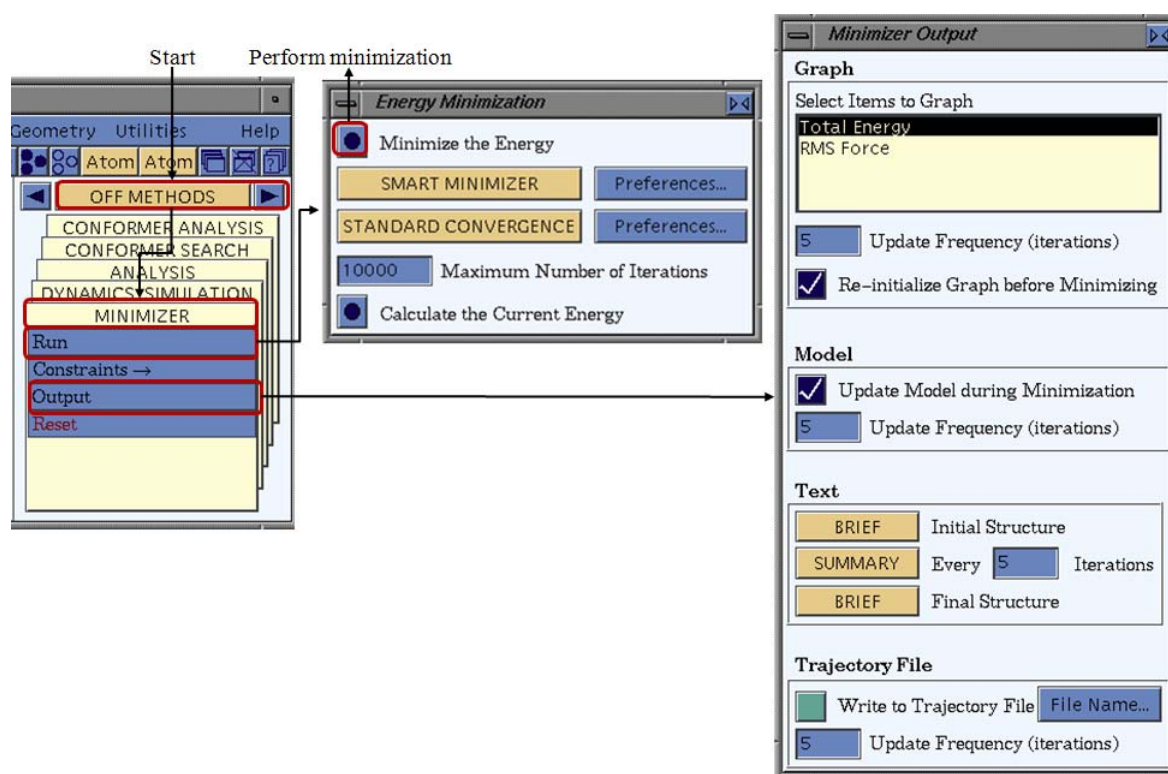 Start
Perform minimization
Geometry Utilities Help
Atom Atom
?
OFF METHODS
CONFORMER ANALYSIS
CONFORMER SEARCH
ANALYSIS
DYNAMICS SIMULATION
MINIMIZER
Run
Constraints →
Output
Reset
Energy Minimization
Minimize the Energy
SMART MINIMIZER Preferences...
STANDARD CONVERGENCE Preferences...
10000 Maximum Number of Iterations
Calculate the Current Energy
Minimizer Output
Graph
Select Items to Graph
Total Energy
RMS Force
5 Update Frequency (iterations)
Re-initialize Graph before Minimizing
Model
Update Model during Minimization
5 Update Frequency (iterations)
Text
BRIEF Initial Structure
SUMMARY Every 5 Iterations
BRIEF Final Structure
Trajectory File
Write to Trajectory File File Name...
5 Update Frequency (iterations)